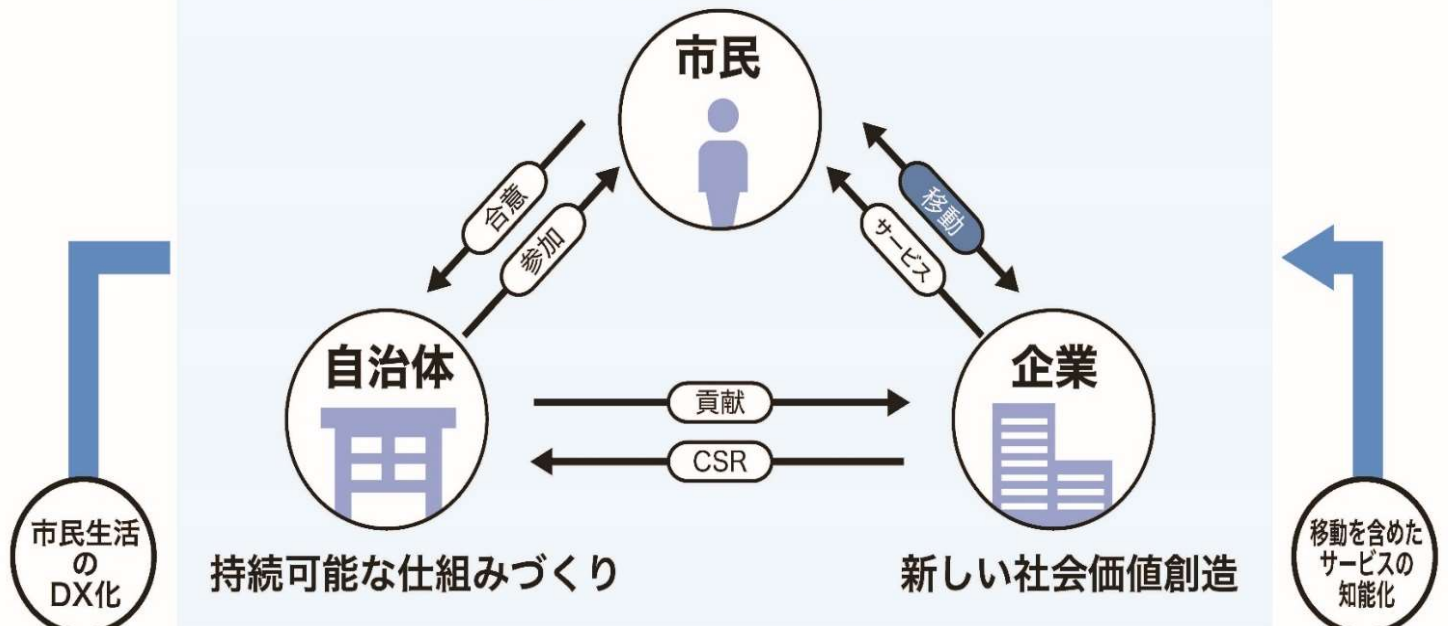 市民
合意
参加
移動
サービス
自治体
企業
貢献
CSR
市民生活
の
DX化
持続可能な仕組みづくり
新しい社会価値創造
移動を含めた
サービスの
知能化